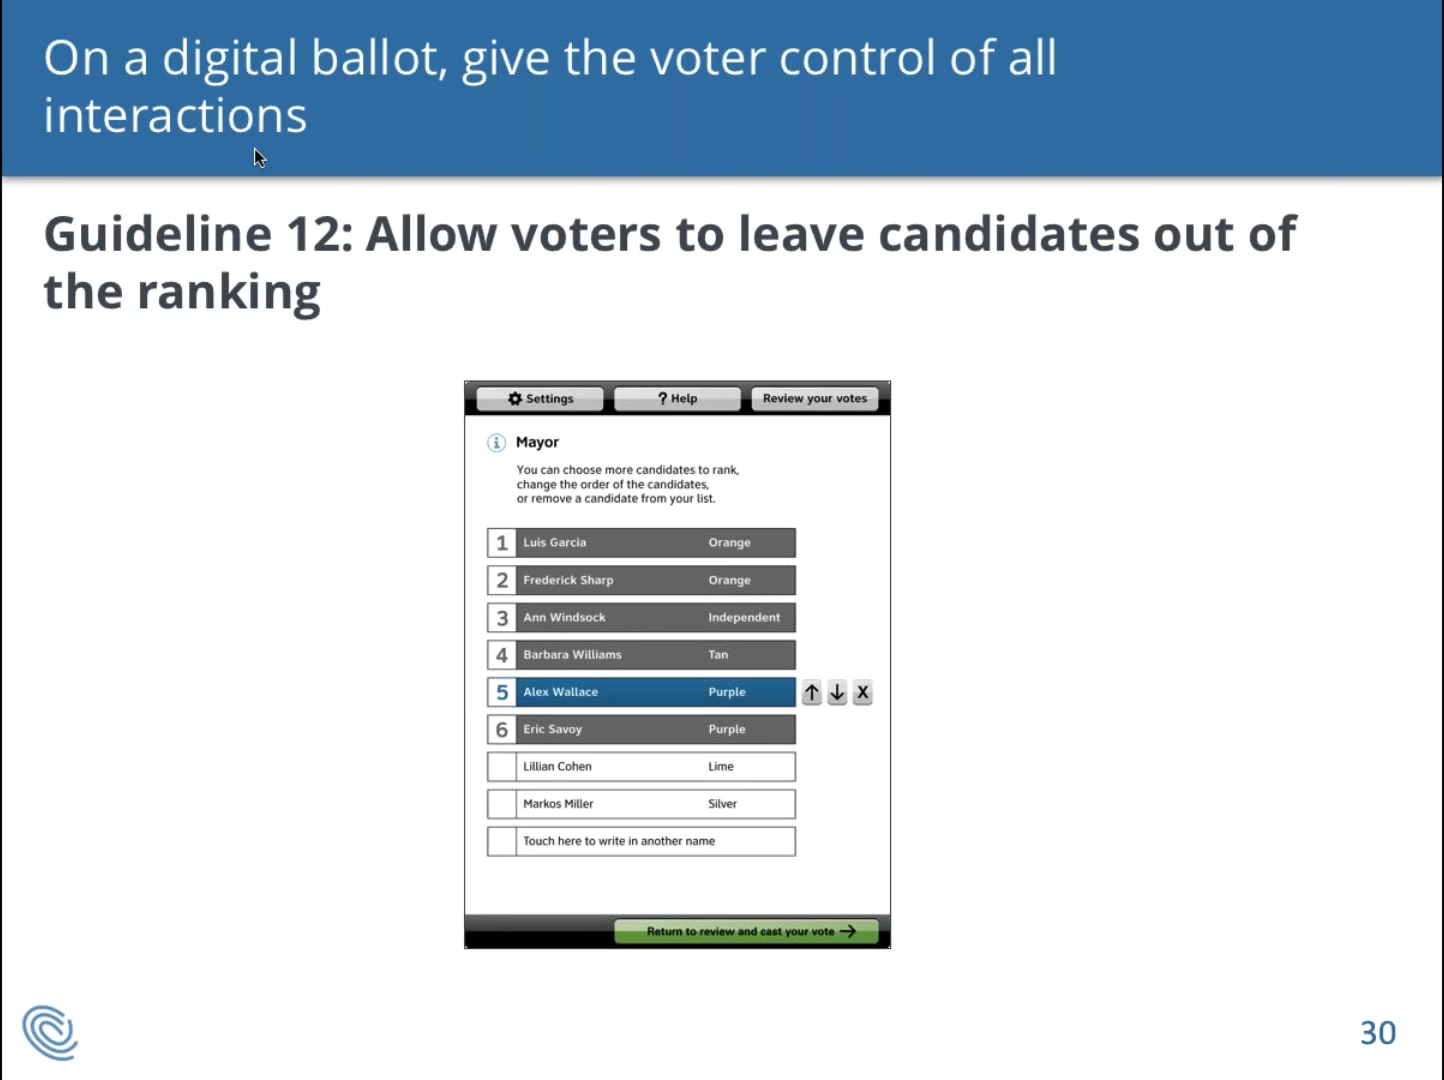 On a digital ballot, give the voter control of all
interactions
Guideline 12: Allow voters to leave candidates out of
the ranking
Settings ? Help Review your votes
i Mayor
You can choose more candidates to rank,
change the order of the candidates,
or remove a candidate from your list.
1 Luis Garcia Orange
2 Frederick Sharp Orange
3 Ann Windsock Independent
4 Barbara Williams Tan
5 Alex Wallace Purple ↑ ↓ X
6 Eric Savoy Purple
Lillian Cohen Lime
Markos Miller Silver
Touch here to write in another name
Return to review and cast your vote →
30